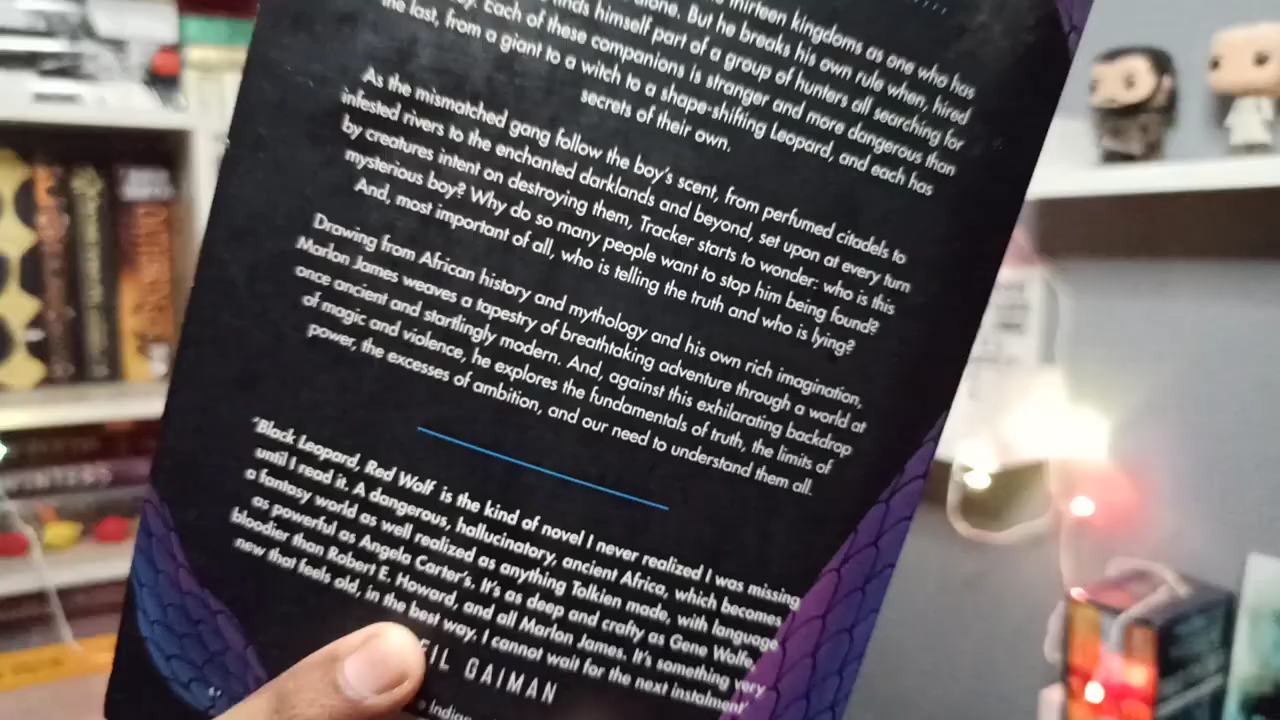 thirteen kingdoms as one who has
alone. But he breaks his own rule when, hired
finds himself part of a group of hunters all searching for
Each of these companions is stranger and more dangerous than
the last, from a giant to a witch to a shape-shifting Leopard, and each has
secrets of their own.
As the mismatched gang follow the boy's scent, from perfumed citadels to
infested rivers to the enchanted darklands and beyond, set upon at every turn
by creatures intent on destroying them, Tracker starts to wonder: who is this
mysterious boy? Why do so many people want to stop him being found?
And, most important of all, who is telling the truth and who is lying?
Drawing from African history and mythology and his own rich imagination,
Marlon James weaves a tapestry of breathtaking adventure through a world at
once ancient and startlingly modern. And, against this exhilarating backdrop
of magic and violence, he explores the fundamentals of truth, the limits of
power, the excesses of ambition, and our need to understand them all.
'Black Leopard, Red Wolf is the kind of novel I never realized I was missing
until I read it. A dangerous, hallucinatory, ancient Africa, which becomes
a fantasy world as well realized as anything Tolkien made, with language
as powerful as Angela Carter's. It's as deep and crafty as Gene Wolfe,
bloodier than Robert E. Howard, and all Marlon James. It's something very
new that feels old, in the best way. I cannot wait for the next instalment'
EIL GAIMAN